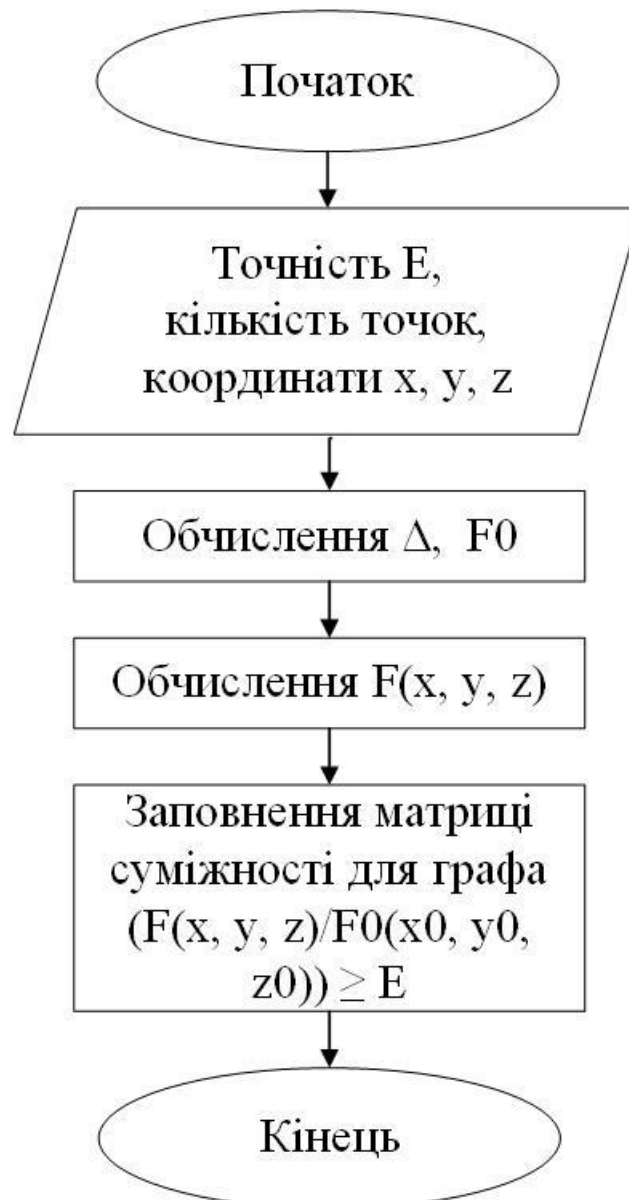 Початок
Точність E,
кількість точок,
координати x, y, z
Обчислення Δ, F0
Обчислення F(x, y, z)
Заповнення матриці
суміжності для графа
(F(x, y, z)/F0(x0, y0,
z0)) ≥ E
Кінець